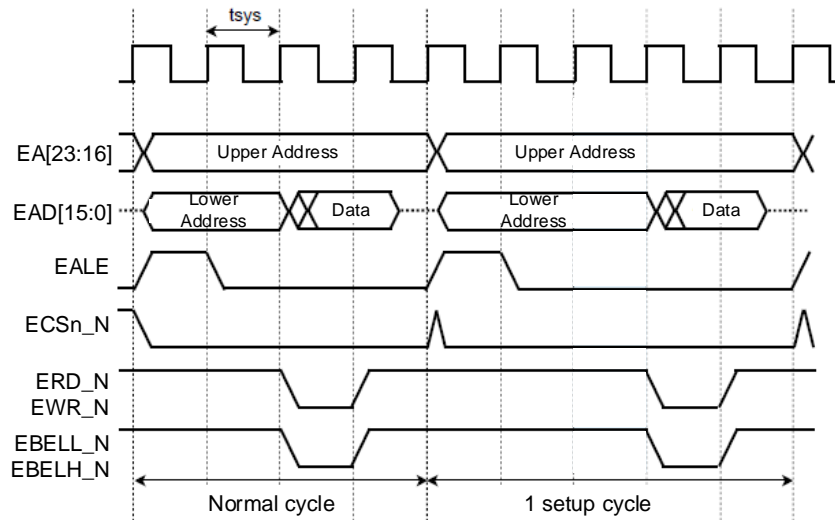 tsys
EA[23:16]
Upper Address
Upper Address
EAD[15:0]
Lower
Address
Data
Lower
Address
Data
EALE
ECSn_N
ERD_N
EWR_N
EBELL_N
EBELH_N
Normal cycle
1 setup cycle